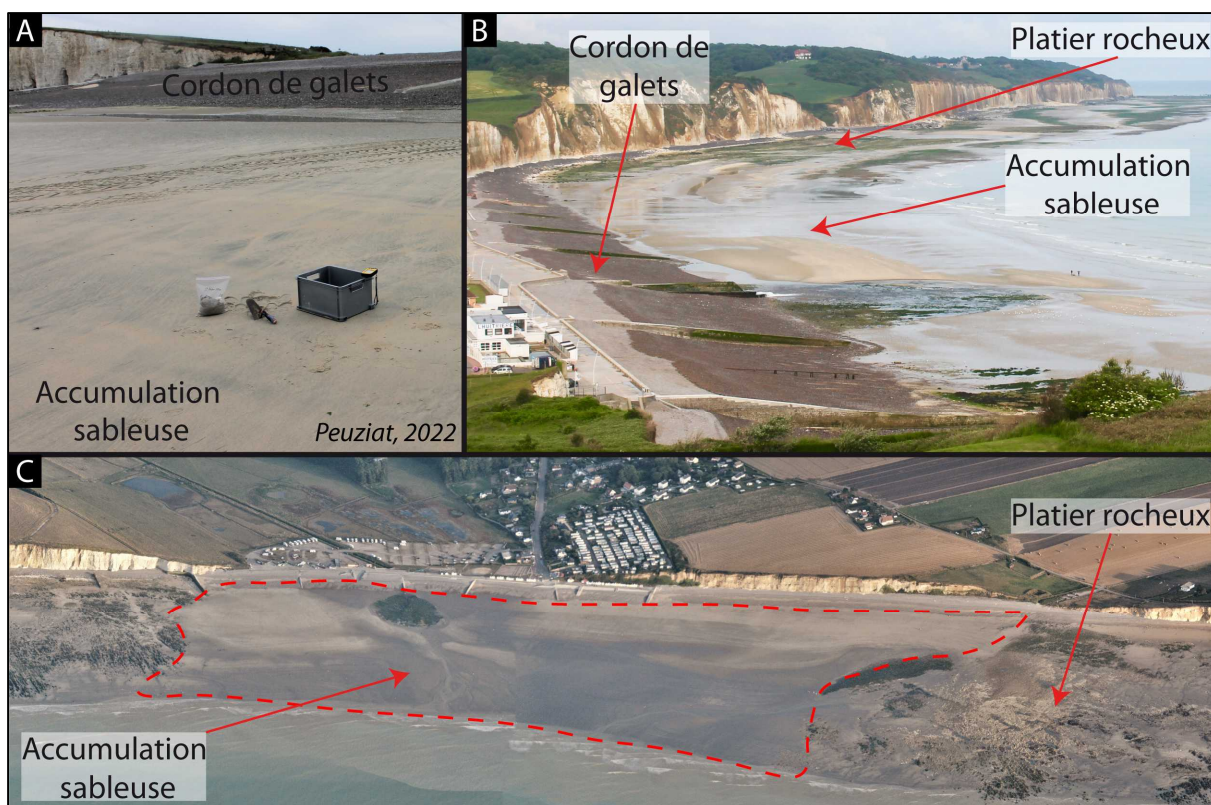 A
Cordon de galets
Accumulation
sableuse
Peuziat, 2022
B
Cordon de
galets
Platier rocheux
Accumulation
sableuse
C
Platier rocheux
Accumulation
sableuse